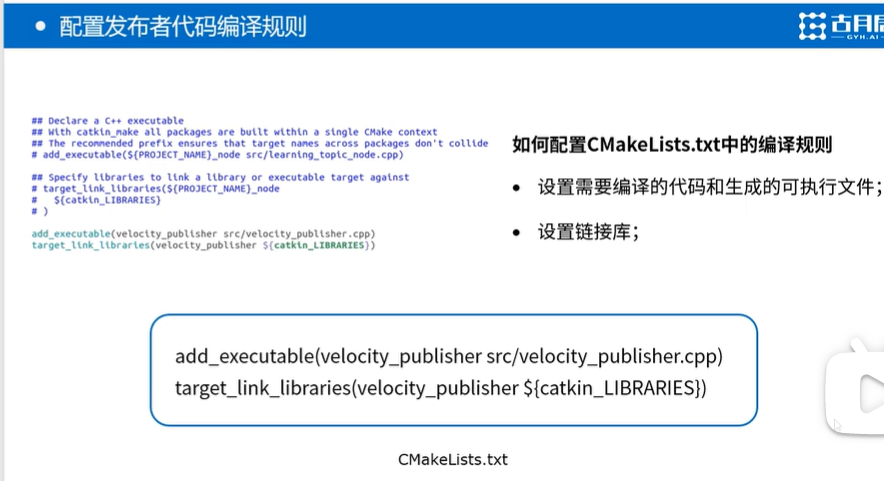 配置发布者代码编译规则
古月居
GYH.AI
## Declare a C++ executable
## With catkin_make all packages are built within a single CMake context
## The recommended prefix ensures that target names across packages don't collide
# add_executable(${PROJECT_NAME}_node src/learning_topic_node.cpp)
## Specify libraries to link a library or executable target against
# target_link_libraries(${PROJECT_NAME}_node
#   ${catkin_LIBRARIES}
# )
add_executable(velocity_publisher src/velocity_publisher.cpp)
target_link_libraries(velocity_publisher ${catkin_LIBRARIES})
如何配置CMakeLists.txt中的编译规则
• 设置需要编译的代码和生成的可执行文件;
• 设置链接库;
add_executable(velocity_publisher src/velocity_publisher.cpp)
target_link_libraries(velocity_publisher ${catkin_LIBRARIES})
CMakeLists.txt